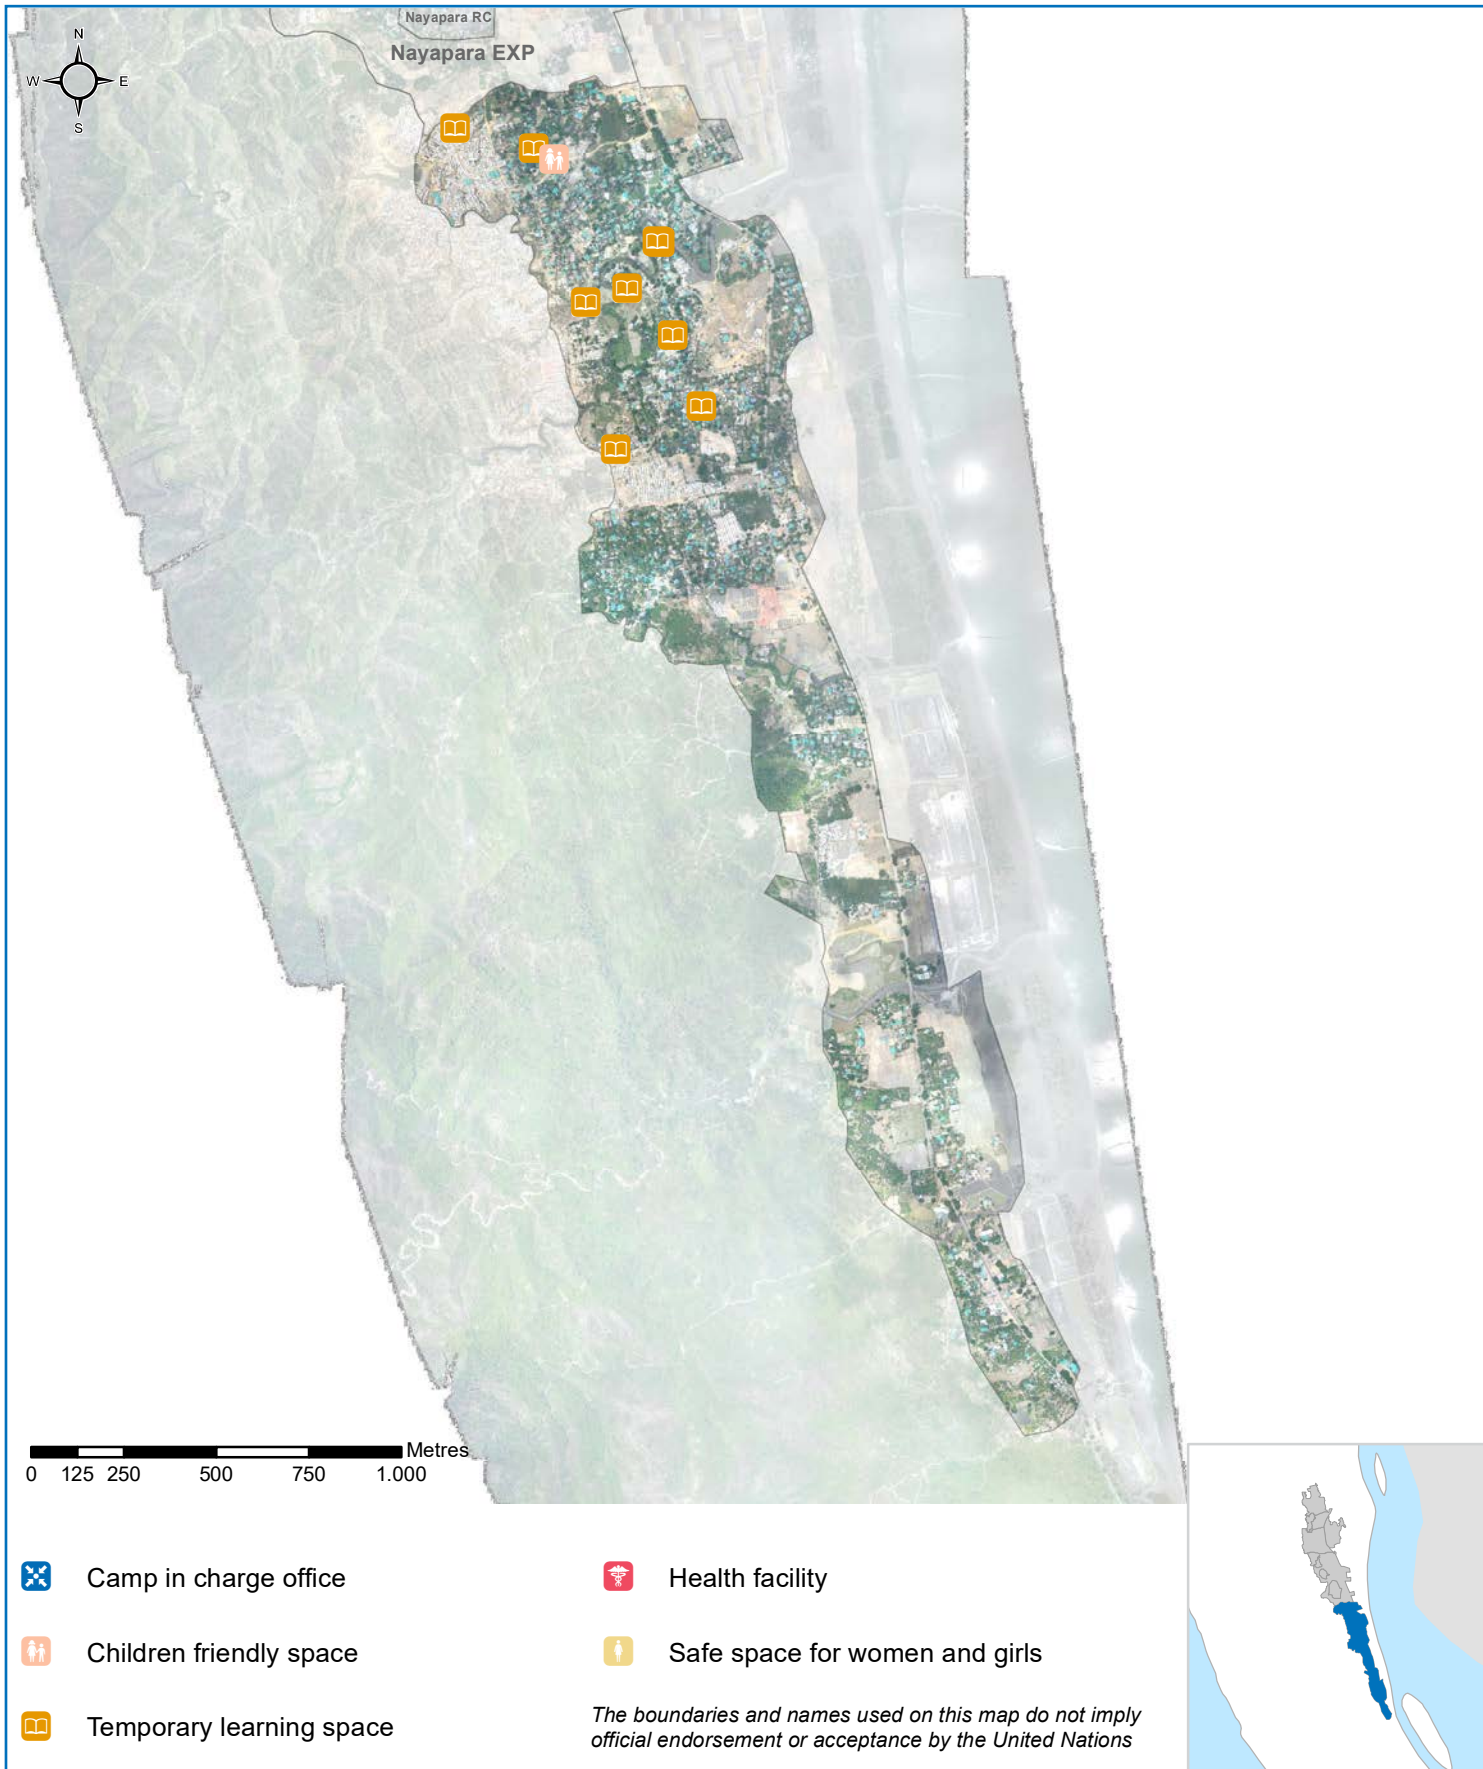 Nayapara RC
Nayapara EXP
N
W
E
S
Metres
0 125 250 500 750 1.000
Camp in charge office
Health facility
Children friendly space
Safe space for women and girls
Temporary learning space
The boundaries and names used on this map do not imply
official endorsement or acceptance by the United Nations